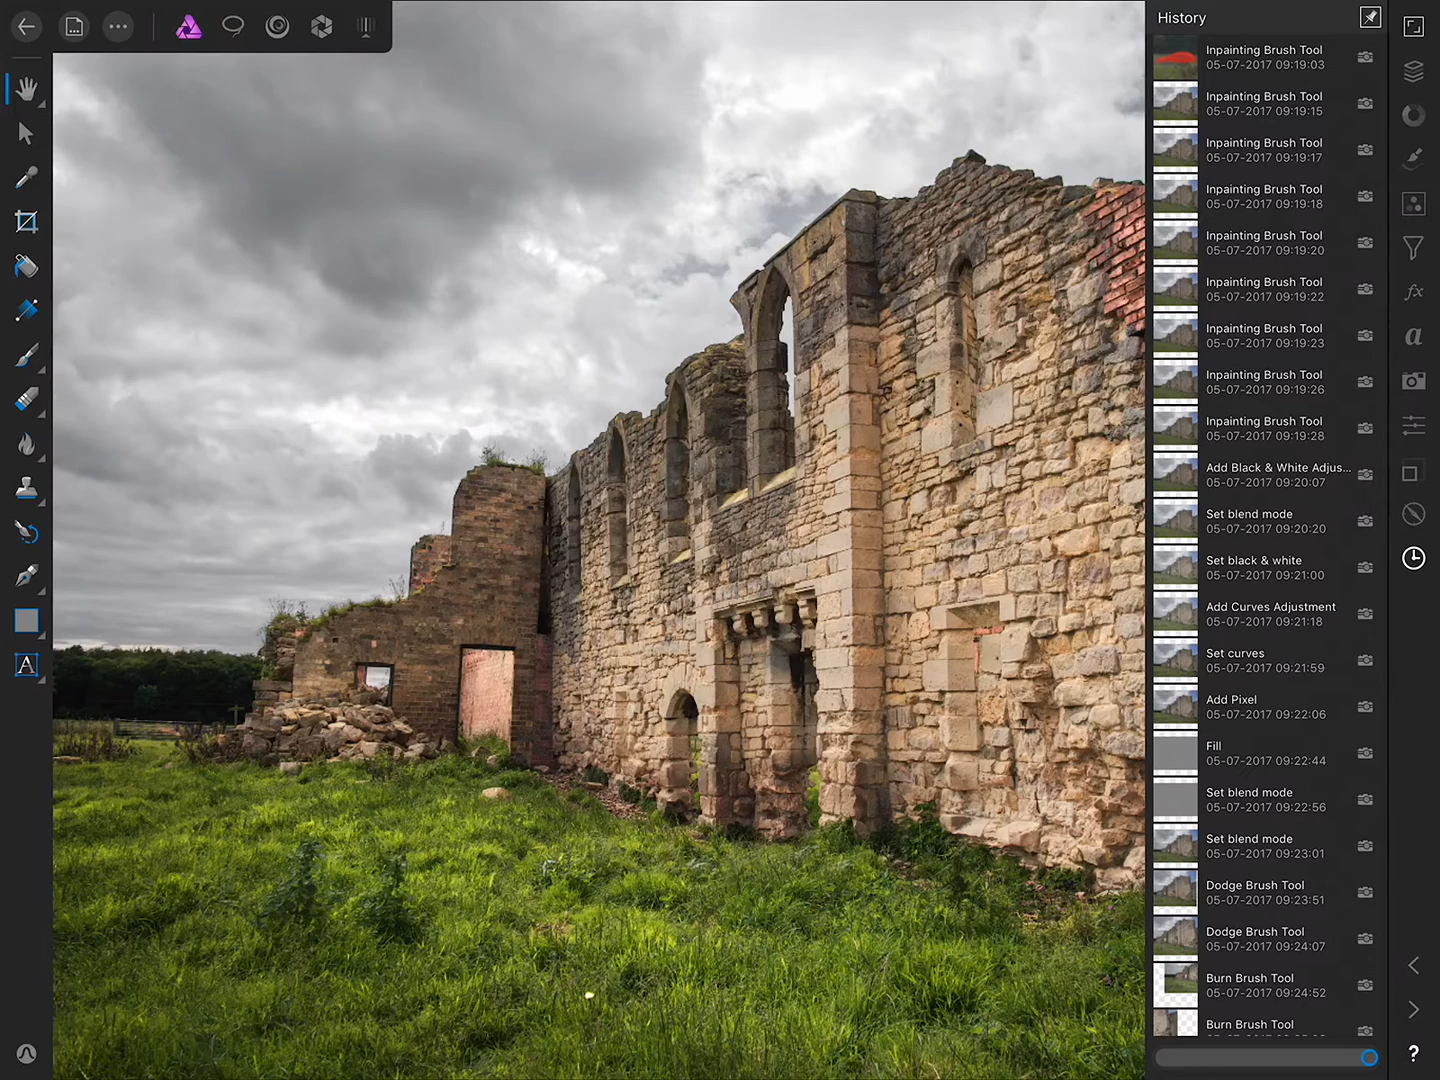 History
Inpainting Brush Tool
05-07-2017 09:19:03
Inpainting Brush Tool
05-07-2017 09:19:15
Inpainting Brush Tool
05-07-2017 09:19:17
Inpainting Brush Tool
05-07-2017 09:19:18
Inpainting Brush Tool
05-07-2017 09:19:20
Inpainting Brush Tool
05-07-2017 09:19:22
Inpainting Brush Tool
05-07-2017 09:19:23
Inpainting Brush Tool
05-07-2017 09:19:26
Inpainting Brush Tool
05-07-2017 09:19:28
Add Black & White Adjus...
05-07-2017 09:20:07
Set blend mode
05-07-2017 09:20:20
Set black & white
05-07-2017 09:21:00
Add Curves Adjustment
05-07-2017 09:21:18
Set curves
05-07-2017 09:21:59
Add Pixel
05-07-2017 09:22:06
Fill
05-07-2017 09:22:44
Set blend mode
05-07-2017 09:22:56
Set blend mode
05-07-2017 09:23:01
Dodge Brush Tool
05-07-2017 09:23:51
Dodge Brush Tool
05-07-2017 09:24:07
Burn Brush Tool
05-07-2017 09:24:52
Burn Brush Tool